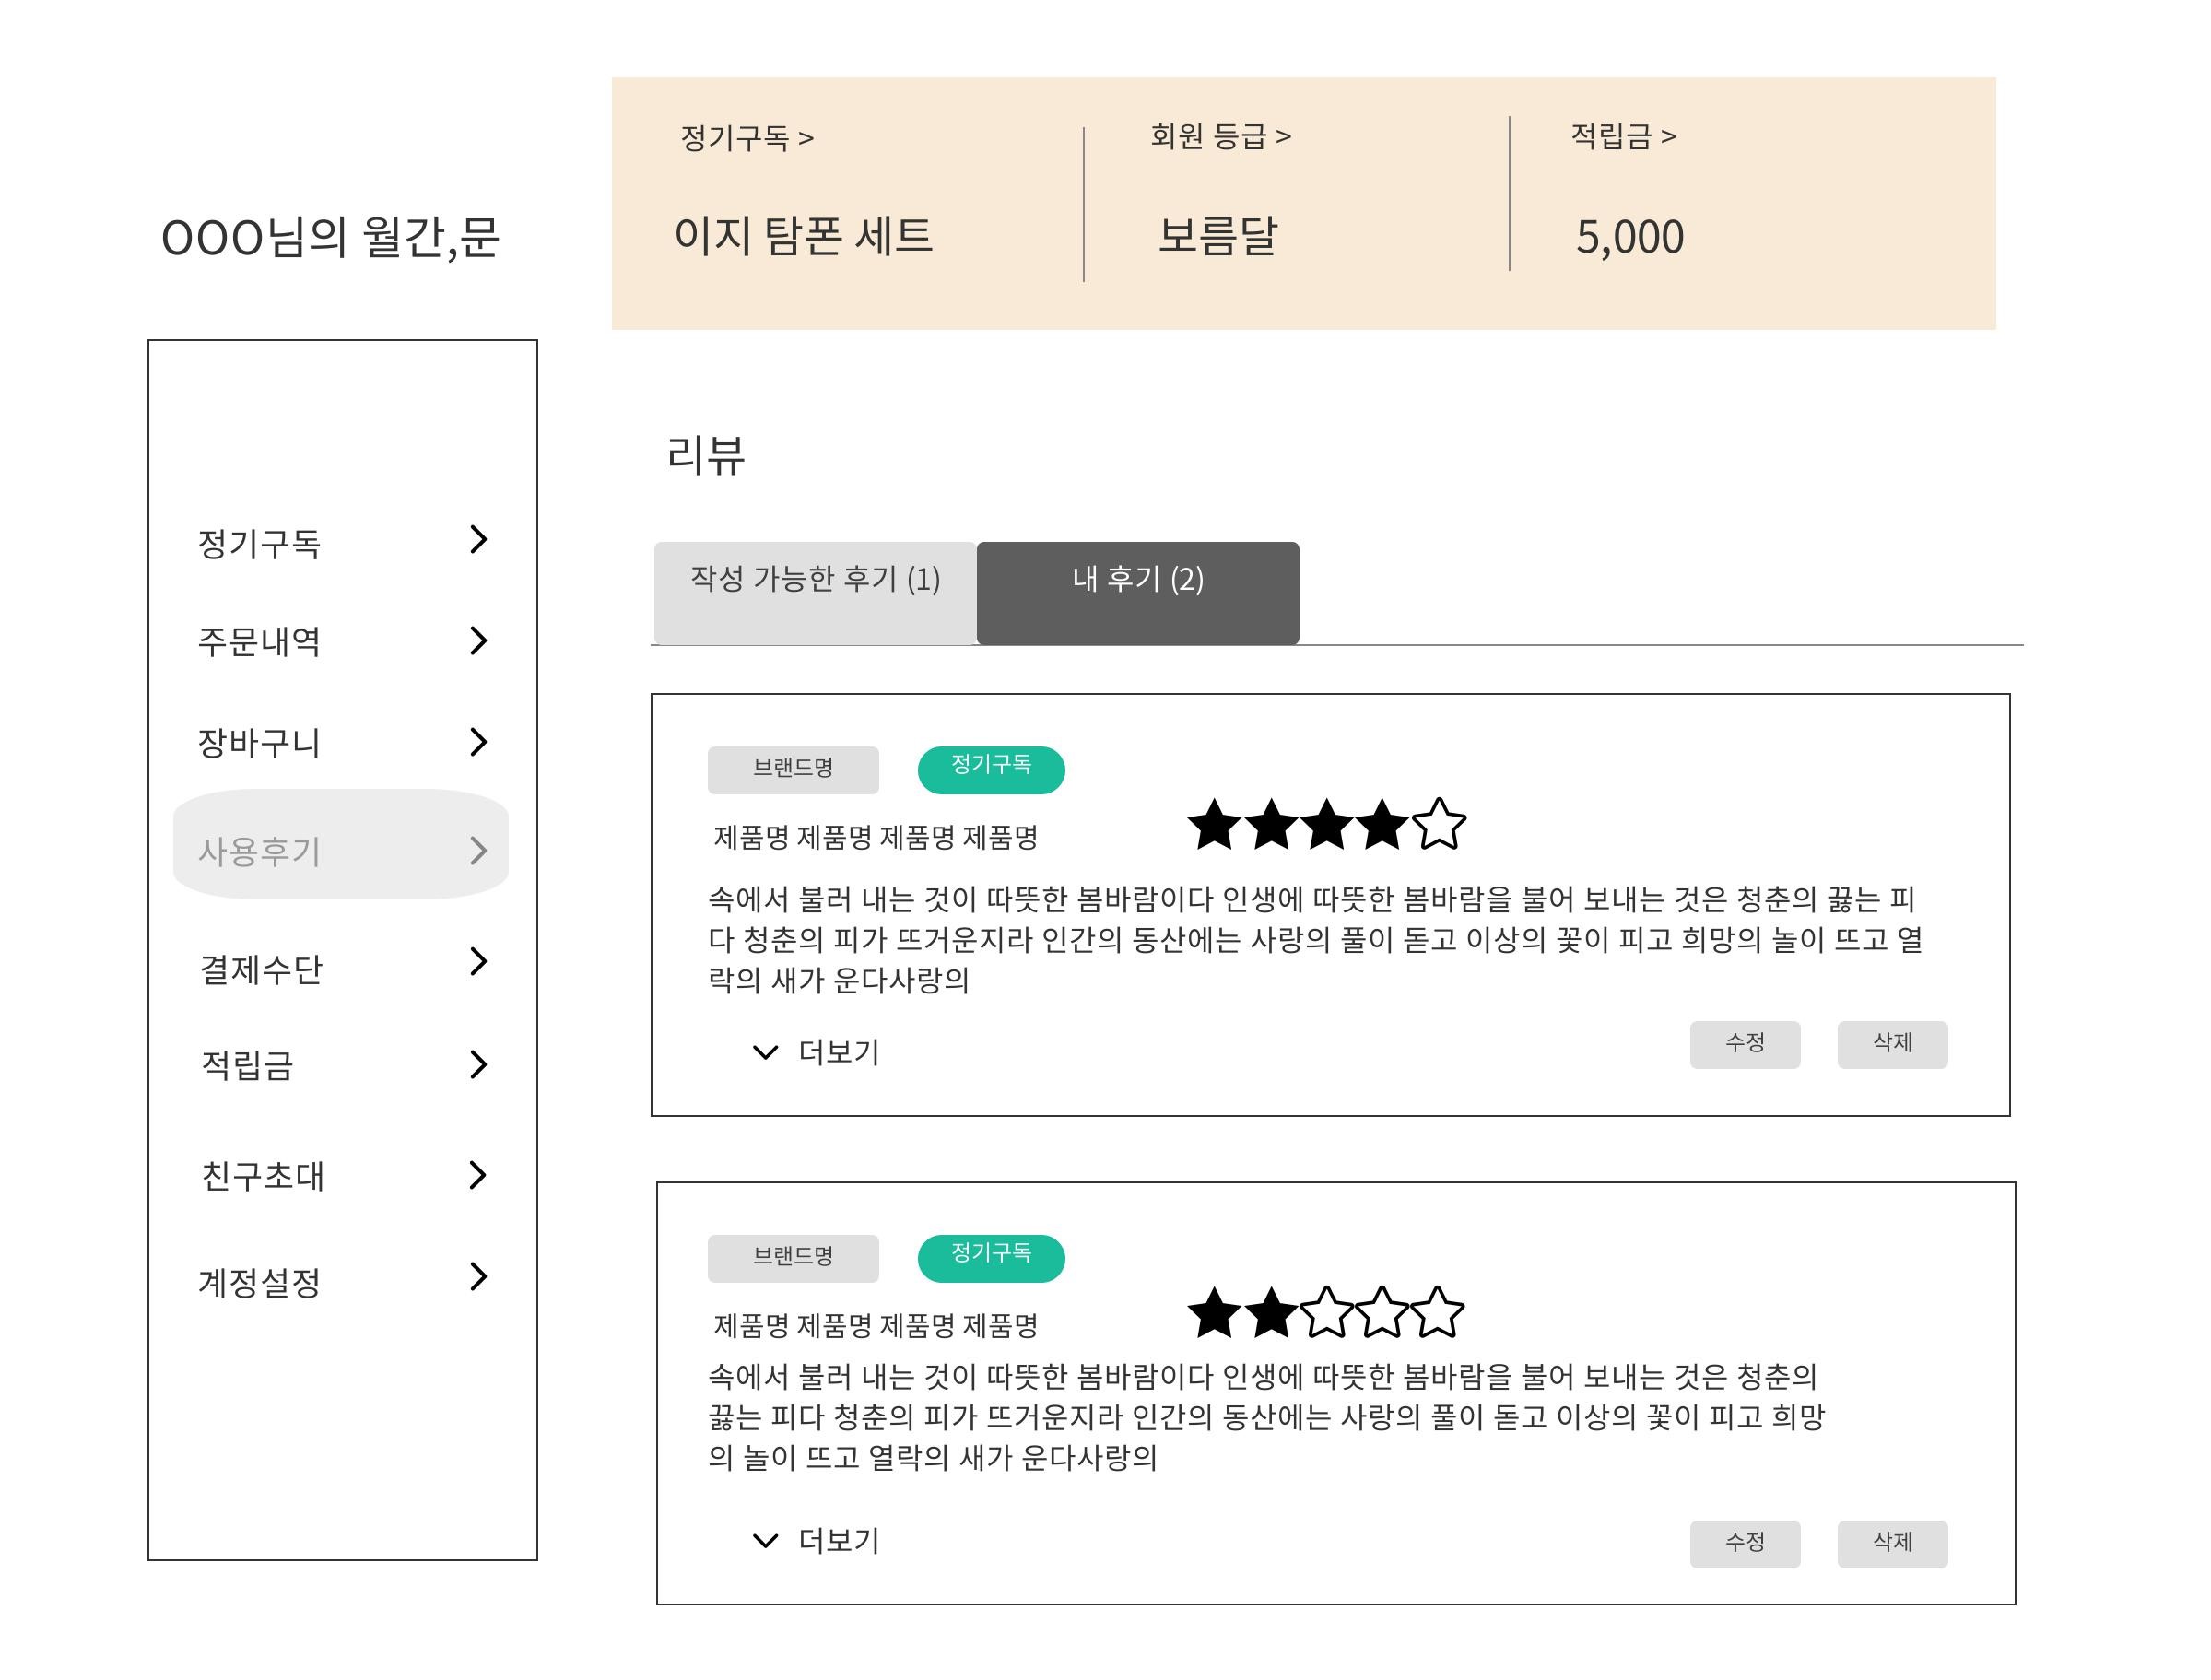 OOO님의 월간,문
정기구독 >
이지 탐폰 세트
회원 등급 >
보름달
적립금 >
5,000
정기구독
주문내역
장바구니
사용후기
결제수단
적립금
친구초대
계정설정
리뷰
작성 가능한 후기 (1)
내 후기 (2)
브랜드명
정기구독
제품명 제품명 제품명 제품명
속에서 불러 내는 것이 따뜻한 봄바람이다 인생에 따뜻한 봄바람을 불어 보내는 것은 청춘의 끓는 피
다 청춘의 피가 뜨거운지라 인간의 동산에는 사랑의 풀이 돋고 이상의 꽃이 피고 희망의 놀이 뜨고 열
락의 새가 운다사랑의
더보기
수정
삭제
브랜드명
정기구독
제품명 제품명 제품명 제품명
속에서 불러 내는 것이 따뜻한 봄바람이다 인생에 따뜻한 봄바람을 불어 보내는 것은 청춘의
끓는 피다 청춘의 피가 뜨거운지라 인간의 동산에는 사랑의 풀이 돋고 이상의 꽃이 피고 희망
의 놀이 뜨고 열락의 새가 운다사랑의
더보기
수정
삭제